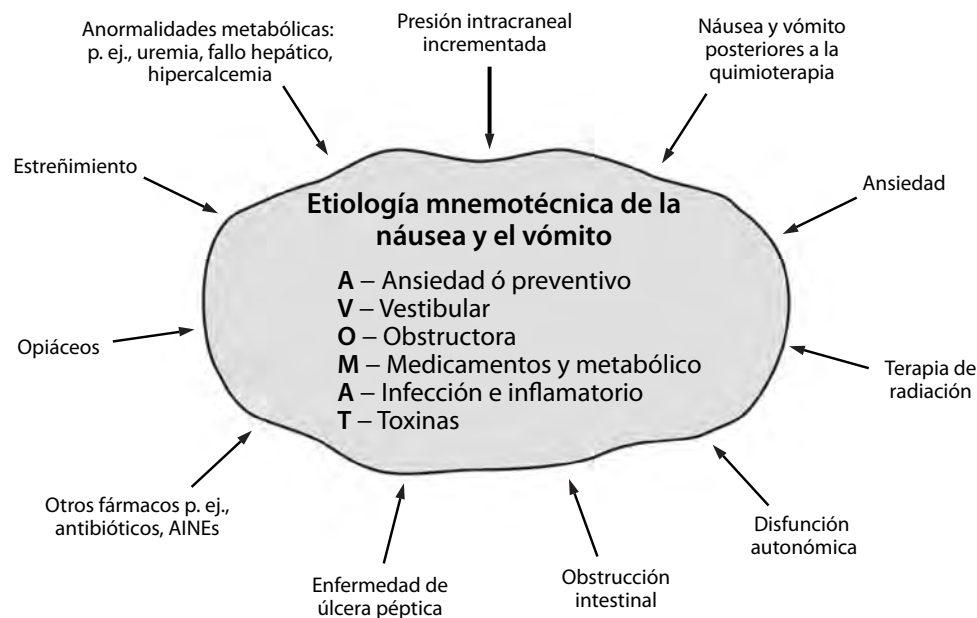 Anormalidades metabólicas:
p. ej., uremia, fallo hepático,
hipercalcemia
Presión intracraneal
incrementada
Náusea y vómito
posteriores a la
quimioterapia
Estreñimiento
Ansiedad
Etiología mnemotécnica de la
náusea y el vómito
A – Ansiedad ó preventivo
V – Vestibular
O – Obstructora
M – Medicamentos y metabólico
A – Infección e inflamatorio
T – Toxinas
Opiáceos
Terapia de
radiación
Otros fármacos p. ej.,
antibióticos, AINEs
Enfermedad de
úlcera péptica
Obstrucción
intestinal
Disfunción
autonómica